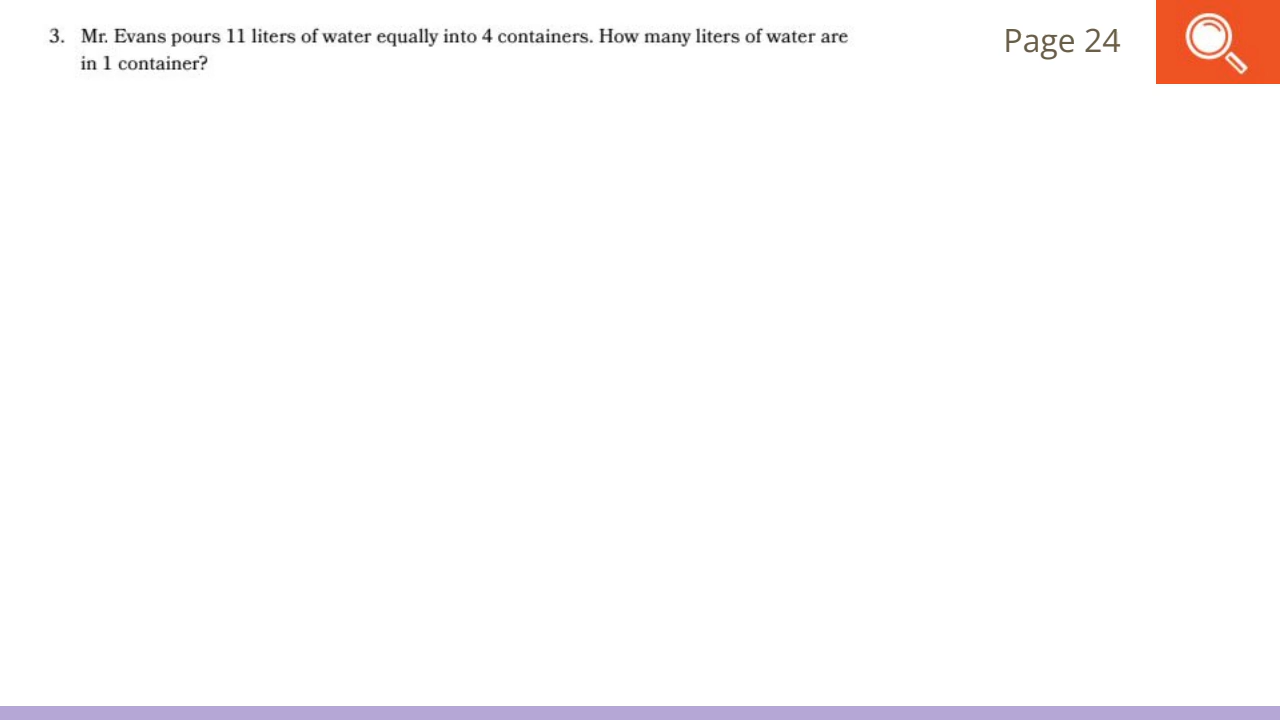 3. Mr. Evans pours 11 liters of water equally into 4 containers. How many liters of water are
in 1 container?
Page 24